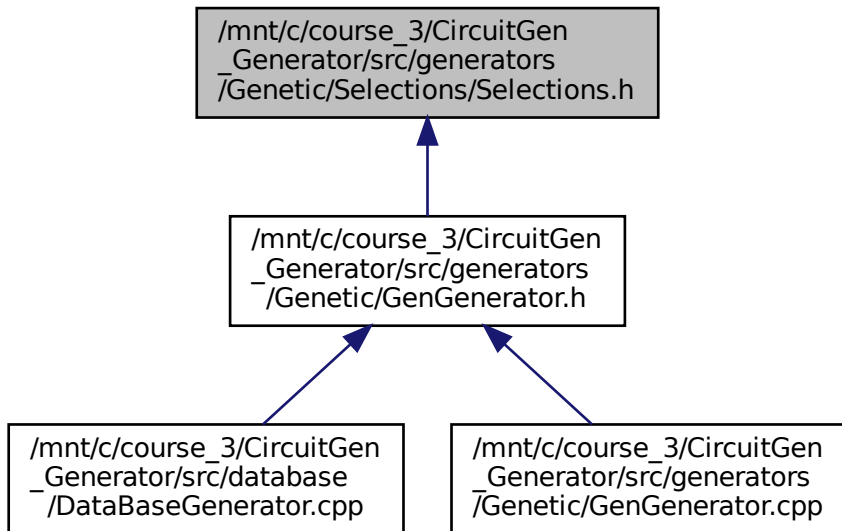 /mnt/c/course_3/CircuitGen
_Generator/src/generators
/Genetic/Selections/Selections.h
/mnt/c/course_3/CircuitGen
_Generator/src/generators
/Genetic/GenGenerator.h
/mnt/c/course_3/CircuitGen
_Generator/src/database
/DataBaseGenerator.cpp
/mnt/c/course_3/CircuitGen
_Generator/src/generators
/Genetic/GenGenerator.cpp